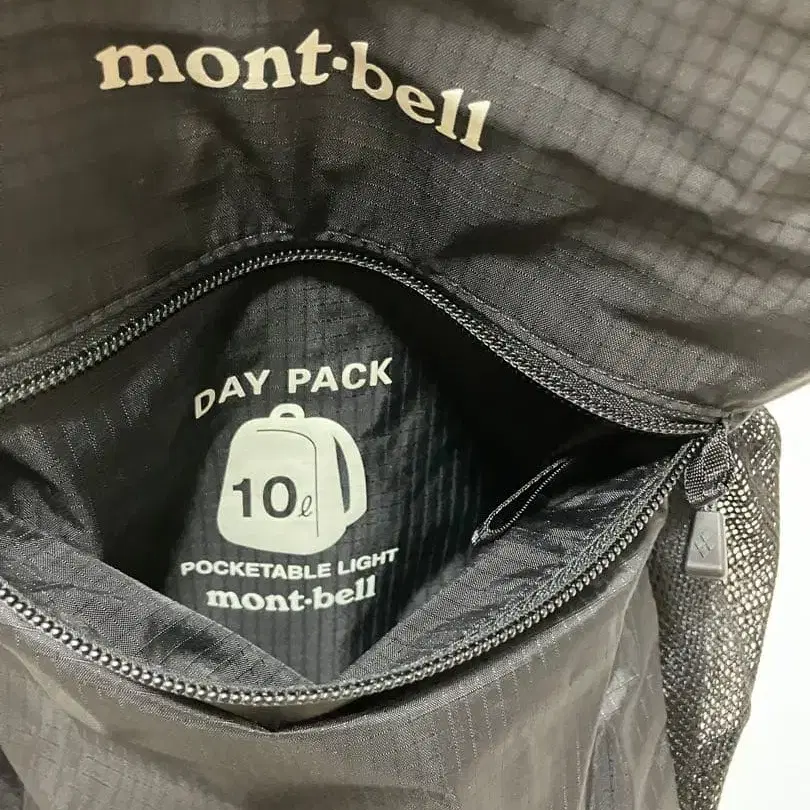 mont·bell
DAY PACK
10ℓ
POCKETABLE LIGHT
mont·bell